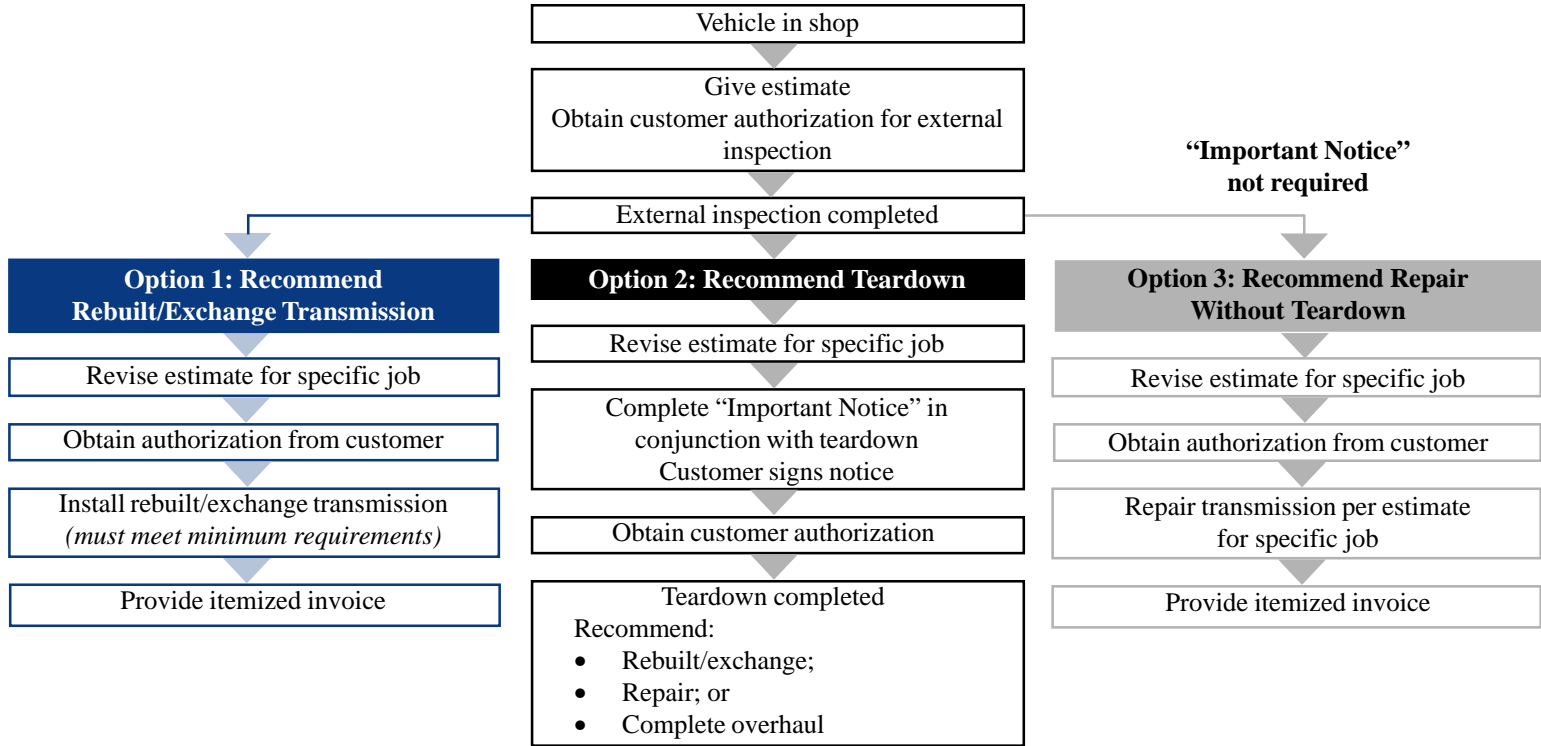 Vehicle in shop
Give estimate
Obtain customer authorization for external
inspection
“Important Notice”
not required
External inspection completed
Option 1: Recommend
Rebuilt/Exchange Transmission
Revise estimate for specific job
Obtain authorization from customer
Install rebuilt/exchange transmission
(must meet minimum requirements)
Provide itemized invoice
Option 2: Recommend Teardown
Revise estimate for specific job
Complete “Important Notice” in
conjunction with teardown
Customer signs notice
Obtain customer authorization
Teardown completed
Recommend:
• Rebuilt/exchange;
• Repair; or
• Complete overhaul
Option 3: Recommend Repair
Without Teardown
Revise estimate for specific job
Obtain authorization from customer
Repair transmission per estimate
for specific job
Provide itemized invoice